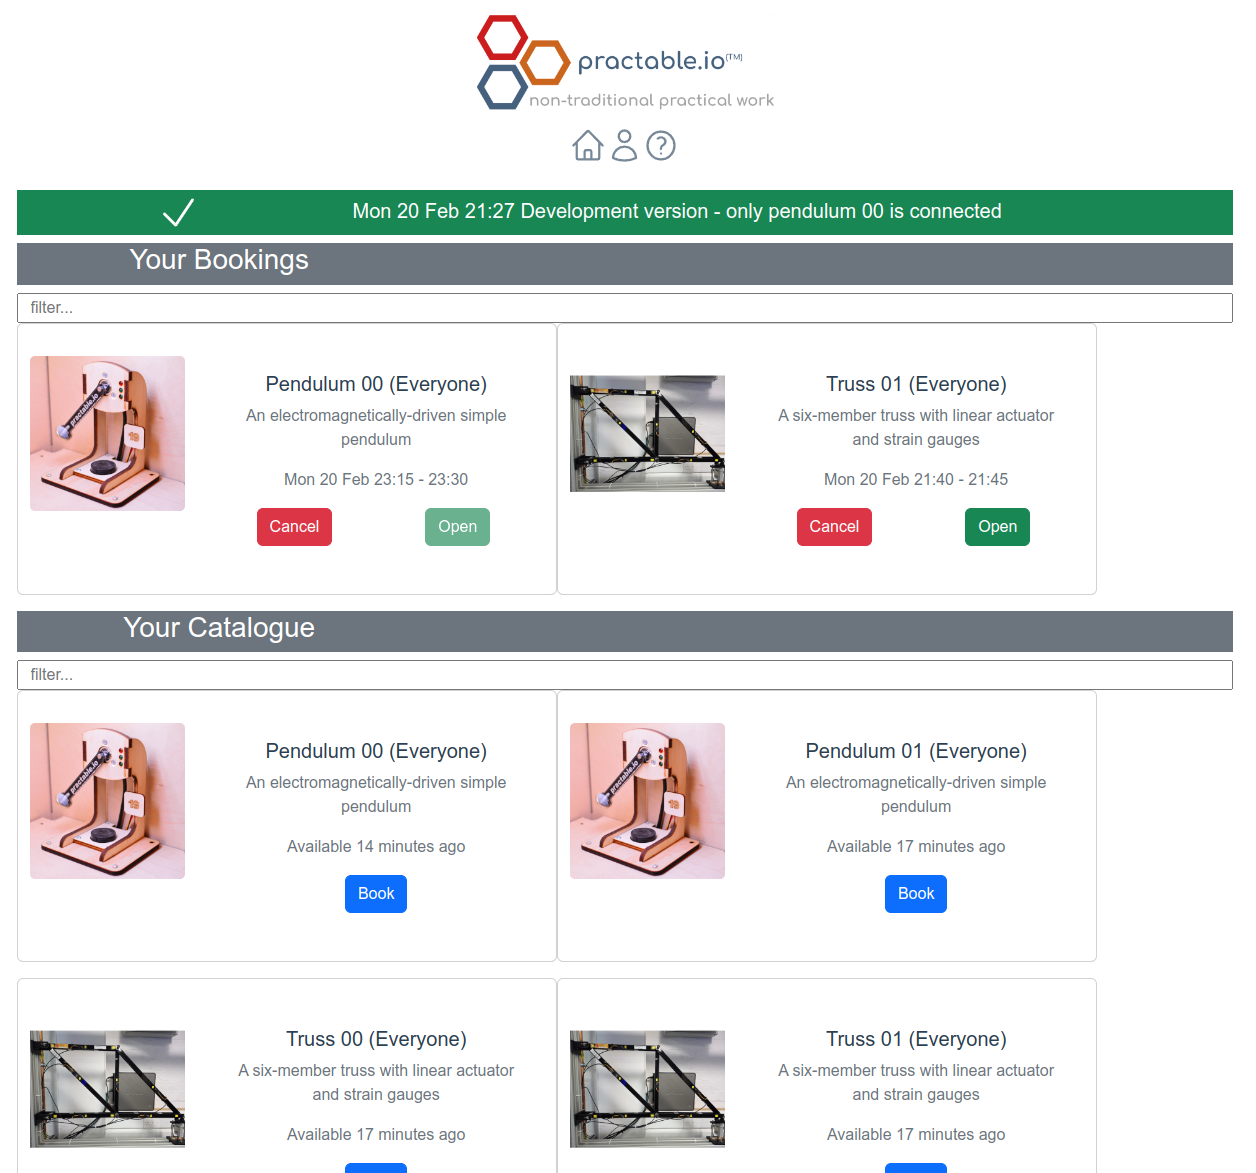 practable.io(TM)
non-traditional practical work
Mon 20 Feb 21:27 Development version - only pendulum 00 is connected
Your Bookings
filter...
practable.io
Pendulum 00 (Everyone)
An electromagnetically-driven simple
pendulum
Mon 20 Feb 23:15 - 23:30
Cancel
Open
Truss 01 (Everyone)
A six-member truss with linear actuator
and strain gauges
Mon 20 Feb 21:40 - 21:45
Cancel
Open
Your Catalogue
filter...
practable.io
Pendulum 00 (Everyone)
An electromagnetically-driven simple
pendulum
Available 14 minutes ago
Book
practable.io
Pendulum 01 (Everyone)
An electromagnetically-driven simple
pendulum
Available 17 minutes ago
Book
Truss 00 (Everyone)
A six-member truss with linear actuator
and strain gauges
Available 17 minutes ago
Truss 01 (Everyone)
A six-member truss with linear actuator
and strain gauges
Available 17 minutes ago